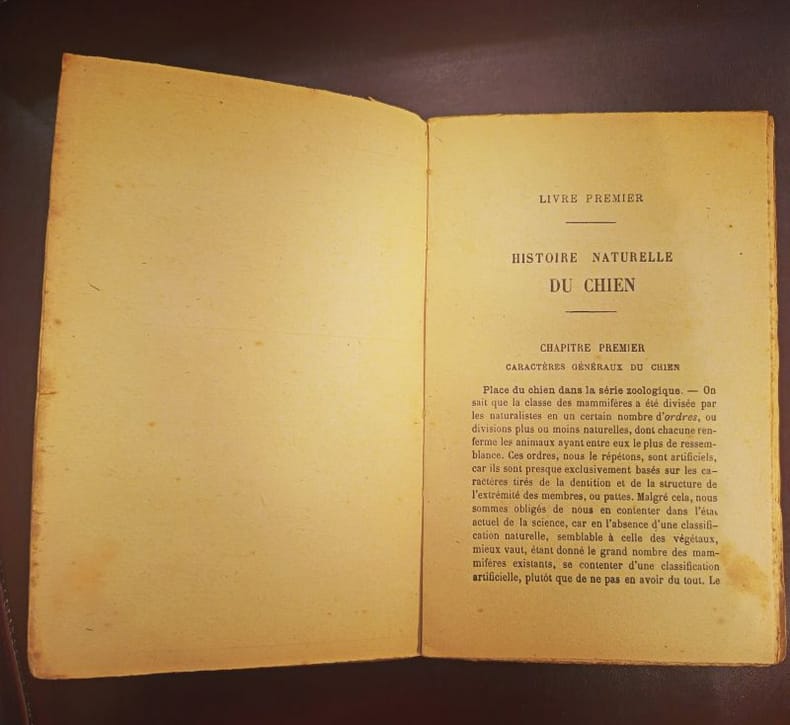 LIVRE PREMIER
HISTOIRE NATURELLE
DU CHIEN
CHAPITRE PREMIER
CARACTÈRES GÉNÉRAUX DU CHIEN
Place du chien dans la série zoologique. — On
sait que la classe des mammifères a été divisée par
les naturalistes en un certain nombre d'ordres, ou
divisions plus ou moins naturelles, dont chacune ren-
ferme les animaux ayant entre eux le plus de ressem-
blance. Ces ordres, nous le répétons, sont artificiels,
car ils sont presque exclusivement basés sur les ca-
ractères tirés de la dentition et de la structure de
l'extrémité des membres, ou pattes. Malgré cela, nous
sommes obligés de nous en contenter dans l'état
actuel de la science, car en l'absence d'une classifi-
cation naturelle, semblable à celle des végétaux,
mieux vaut, étant donné le grand nombre des mam-
mifères existants, se contenter d'une classification
artificielle, plutôt que de ne pas en avoir du tout. Le